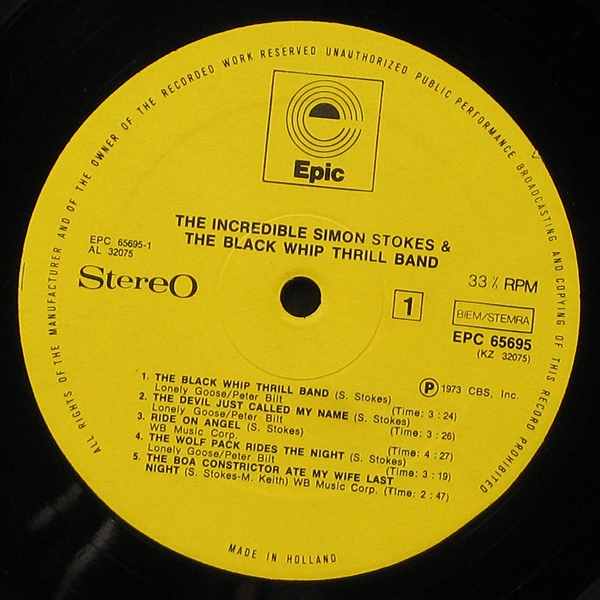 ALL RIGHTS OF THE MANUFACTURER AND OF THE OWNER OF THE RECORDED WORK RESERVED UNAUTHORIZED PUBLIC PERFORMANCE BROADCASTING AND COPYING OF THIS RECORD PROHIBITED
e
Epic
THE INCREDIBLE SIMON STOKES &
THE BLACK WHIP THRILL BAND
EPC 65695-1
AL 32075
Stereo
33⅓ RPM
1
BIEM/STEMRA
EPC 65695
(KZ 32075)
℗ 1973 CBS, Inc.
1. THE BLACK WHIP THRILL BAND (S. Stokes)
Lonely Goose/Peter Bilt (Time: 3 : 24)
2. THE DEVIL JUST CALLED MY NAME (S. Stokes)
Lonely Goose/Peter Bilt (Time: 3 : 26)
3. RIDE ON ANGEL (S. Stokes)
WB Music Corp. (Time: 4 : 27)
4. THE WOLF PACK RIDES THE NIGHT (S. Stokes)
Lonely Goose/Peter Bilt (Time: 3 : 19)
5. THE BOA CONSTRICTOR ATE MY WIFE LAST
NIGHT (S. Stokes-M. Keith) WB Music Corp. (Time: 2 : 47)
MADE IN HOLLAND